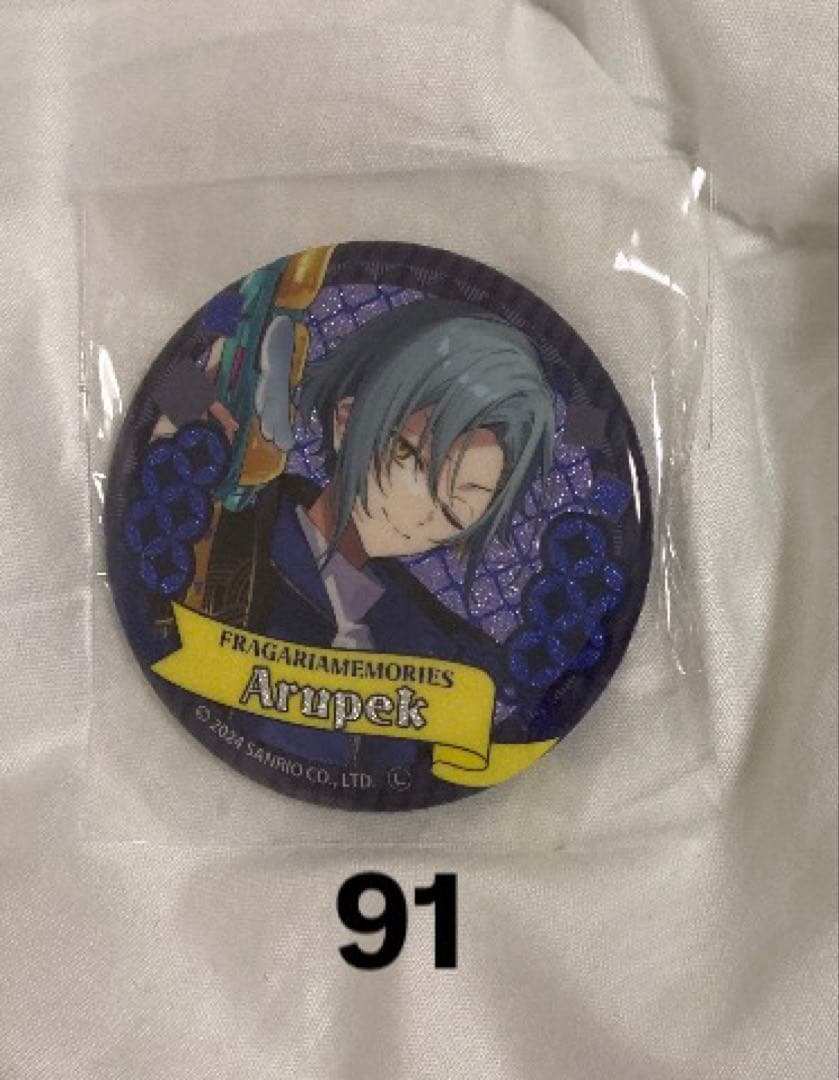 FRAGARIAMEMORIES
Arupek
© 2024 SANRIO CO., LTD. Ⓛ
91